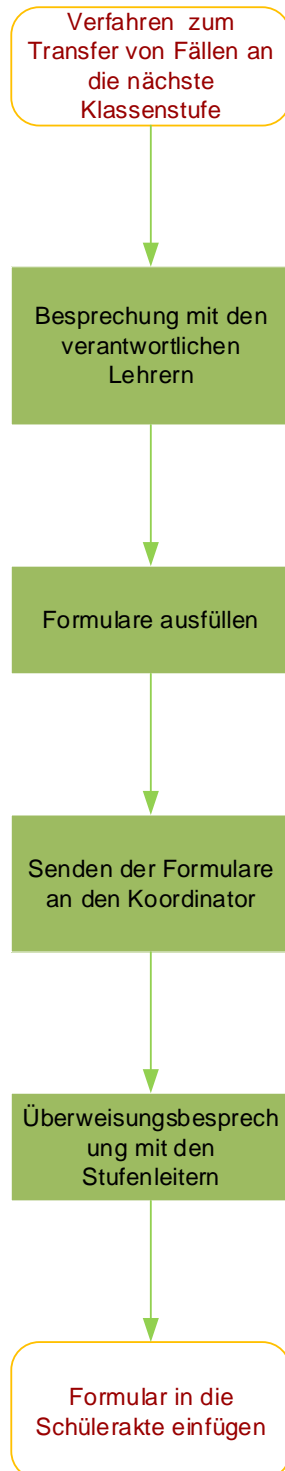 Verfahren  zum
Transfer von Fällen an
die nächste
Klassenstufe
Besprechung mit den
verantwortlichen
Lehrern
Formulare ausfüllen
Senden der Formulare
an den Koordinator
Überweisungsbesprech
ung mit den
Stufenleitern
Formular in die
Schülerakte einfügen